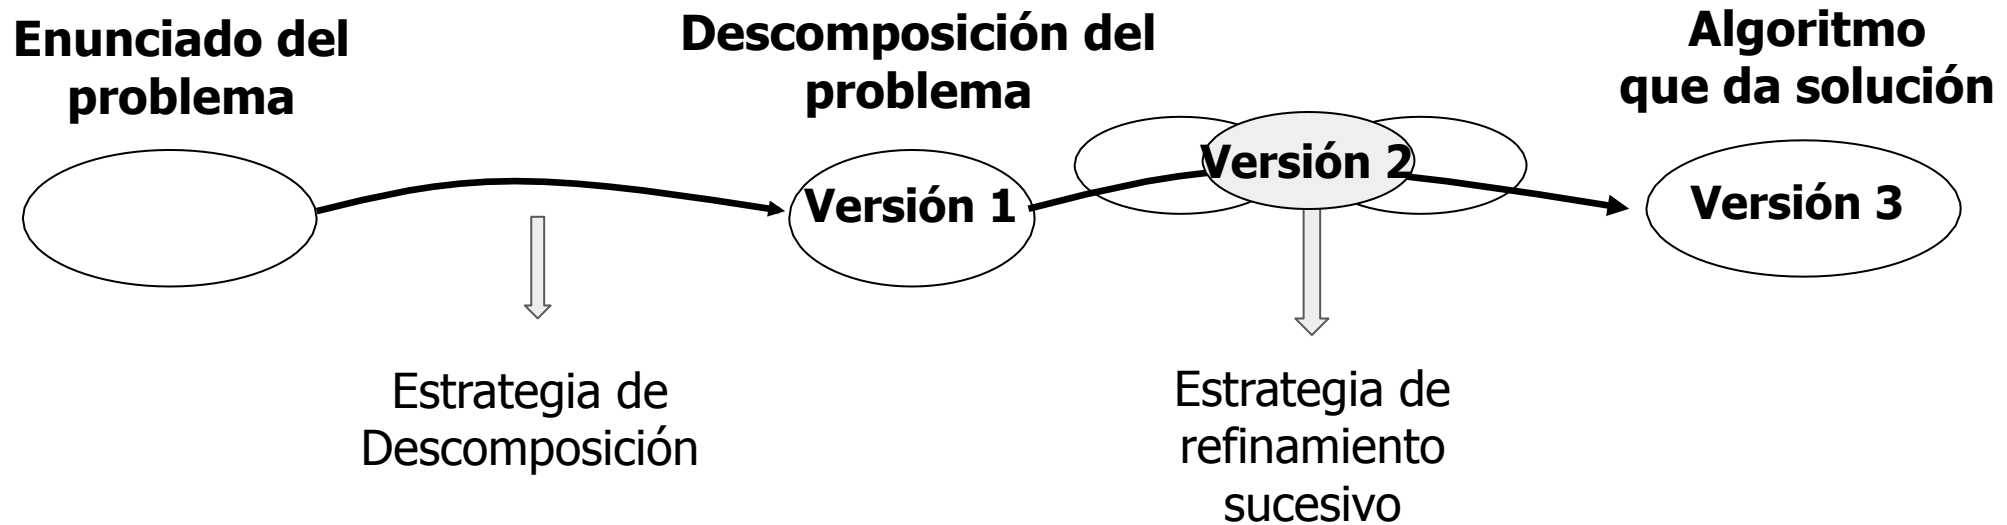 Enunciado del
problema
Descomposición del
problema
Algoritmo
que da solución
Versión 1
Versión 2
Versión 3
Estrategia de
Descomposición
Estrategia de
refinamiento
sucesivo